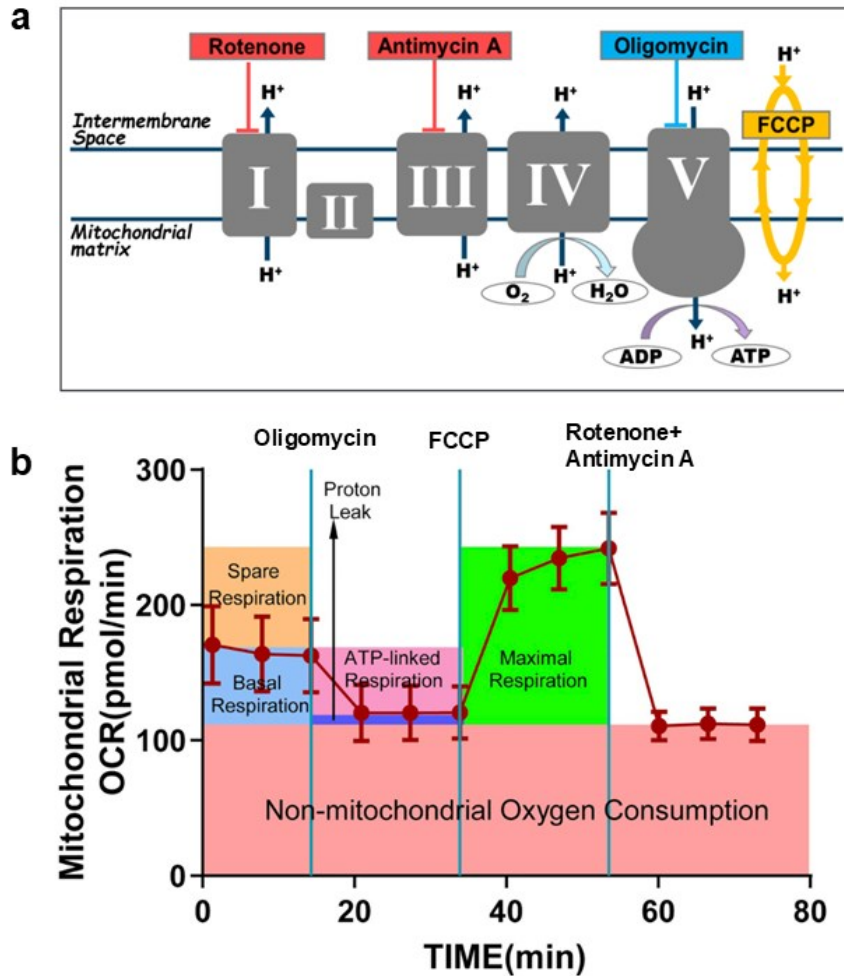 a
Rotenone
Antimycin A
Oligomycin
H⁺
H⁺
H⁺
H⁺
H⁺
Intermembrane
Space
FCCP
I
II
III
IV
V
Mitochondrial
matrix
H⁺
H⁺
H⁺
H⁺
O₂
H₂O
H⁺
ADP
ATP
b
Oligomycin
FCCP
Rotenone+
Antimycin A
Mitochondrial Respiration
OCR(pmol/min)
300
200
100
0
Proton
Leak
Spare
Respiration
Basal
Respiration
ATP-linked
Respiration
Maximal
Respiration
Non-mitochondrial Oxygen Consumption
0
20
40
60
80
TIME(min)